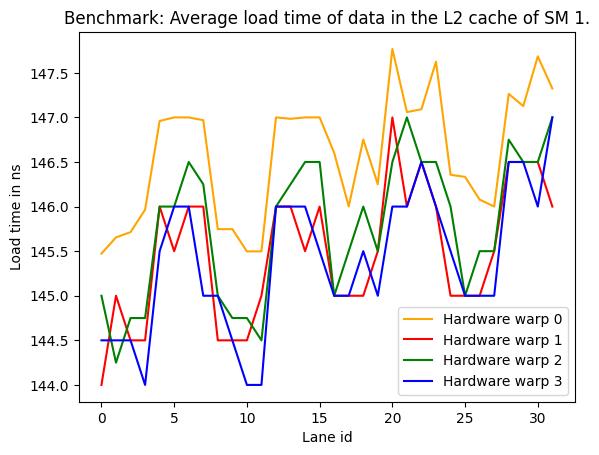 Benchmark: Average load time of data in the L2 cache of SM 1.
Load time in ns
147.5
147.0
146.5
146.0
145.5
145.0
144.5
144.0
Hardware warp 0
Hardware warp 1
Hardware warp 2
Hardware warp 3
0 5 10 15 20 25 30
Lane id